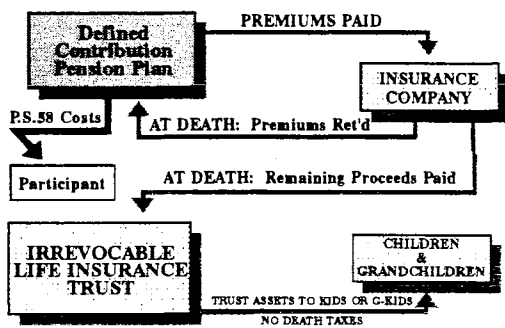 PREMIUMS PAID
Defined
Contribution
Pension Plan
INSURANCE
COMPANY
P.S.58 Costs
AT DEATH: Premiums Ret'd
Participant
AT DEATH: Remaining Proceeds Paid
IRREVOCABLE
LIFE INSURANCE
TRUST
CHILDREN
&
GRANDCHILDREN
TRUST ASSETS TO KIDS OR G-KIDS
NO DEATH TAXES